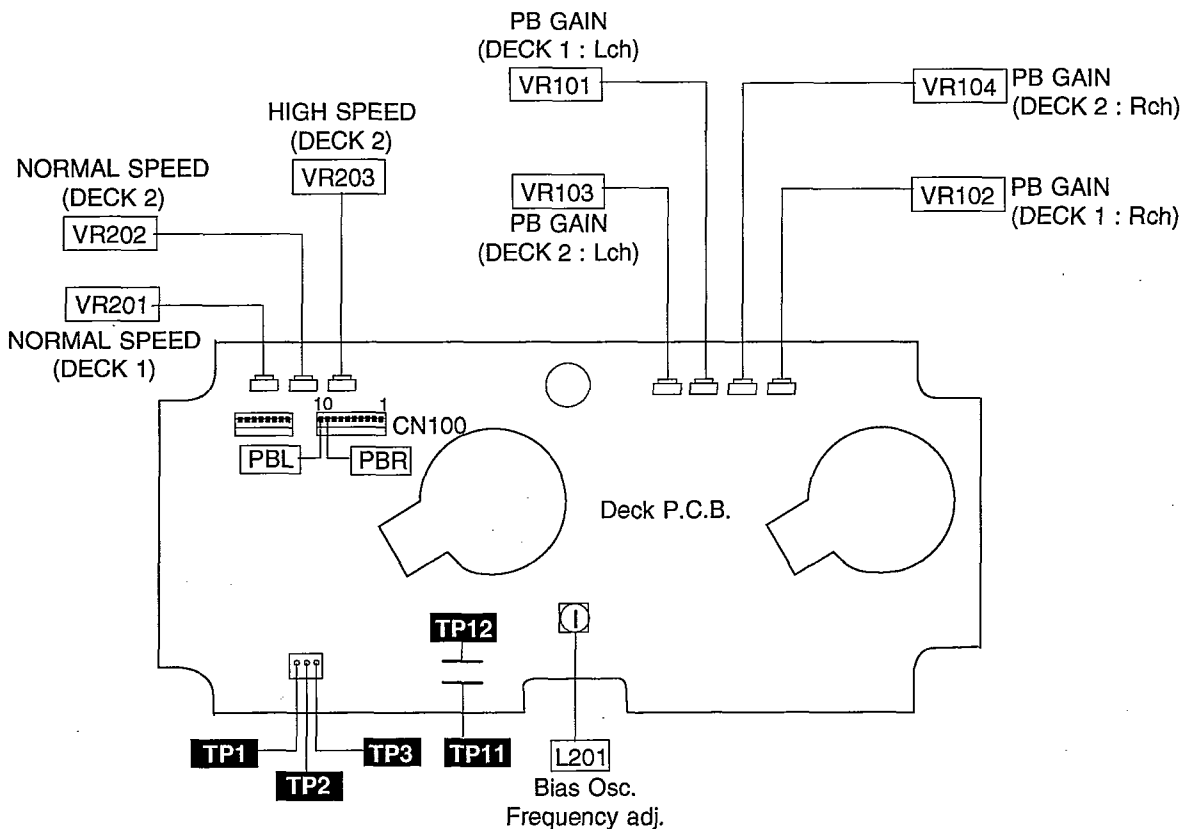 PB GAIN
(DECK 1 : Lch)
VR101
VR104
PB GAIN
(DECK 2 : Rch)
HIGH SPEED
(DECK 2)
VR203
NORMAL SPEED
(DECK 2)
VR202
VR103
PB GAIN
(DECK 2 : Lch)
VR102
PB GAIN
(DECK 1 : Rch)
VR201
NORMAL SPEED
(DECK 1)
10
1
CN100
PBL
PBR
Deck P.C.B.
TP12
TP1
TP2
TP3
TP11
L201
Bias Osc.
Frequency adj.